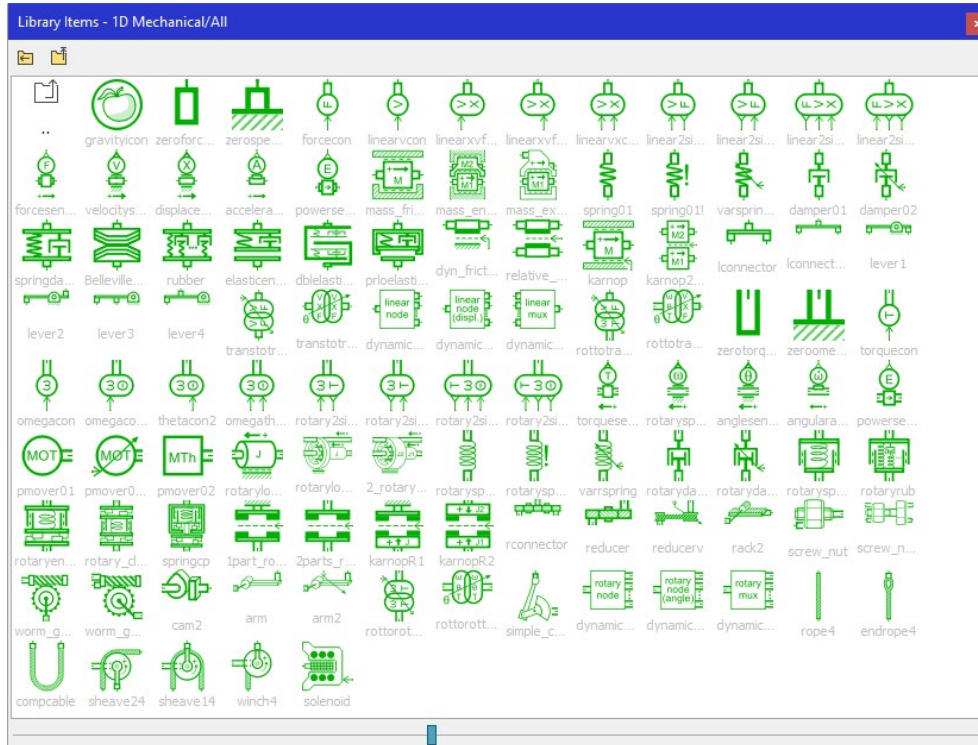 Library Items - 1D Mechanical/All
..
gravityicon zeroforc... zerospe... forcecon linearvcon linearxvf... linearxvf... linearvxc... linear2si... linear2si... linear2si... linear2si...
forcesen... velocitys... displace... accelera... powerse... mass_fri... mass_en... mass_ex... spring01 spring01! varsprin... damper01 damper02
springda... Belleville... rubber elasticen... dblelasti... prloelasti... dyn_frict... relative_... karnop karnop2... lconnector lconnect... lever1
lever2 lever3 lever4 transtotr... transtotr... dynamic... dynamic... dynamic... rottotra... rottotra... zerotorq... zeroome... torquecon
omegacon omegaco... thetacon2 omegath... rotary2si... rotary2si... rotary2si... rotary2si... torquese... rotarysp... anglesen... angulara... powerse...
pmover01 pmover0... pmover02 rotarylo... rotarylo... 2_rotary... rotarysp... rotarysp... varrspring rotaryda... rotaryda... rotarysp... rotaryrub
rotaryen... rotary_cl... springcp 1part_ro... 2parts_r... karnopR1 karnopR2 rconnector reducer reducerv rack2 screw_nut screw_n...
worm_g... worm_g... cam2 arm arm2 rottorot... rottorott... simple_c... dynamic... dynamic... dynamic... rope4 endrope4
compcable sheave24 sheave14 winch4 solenoid